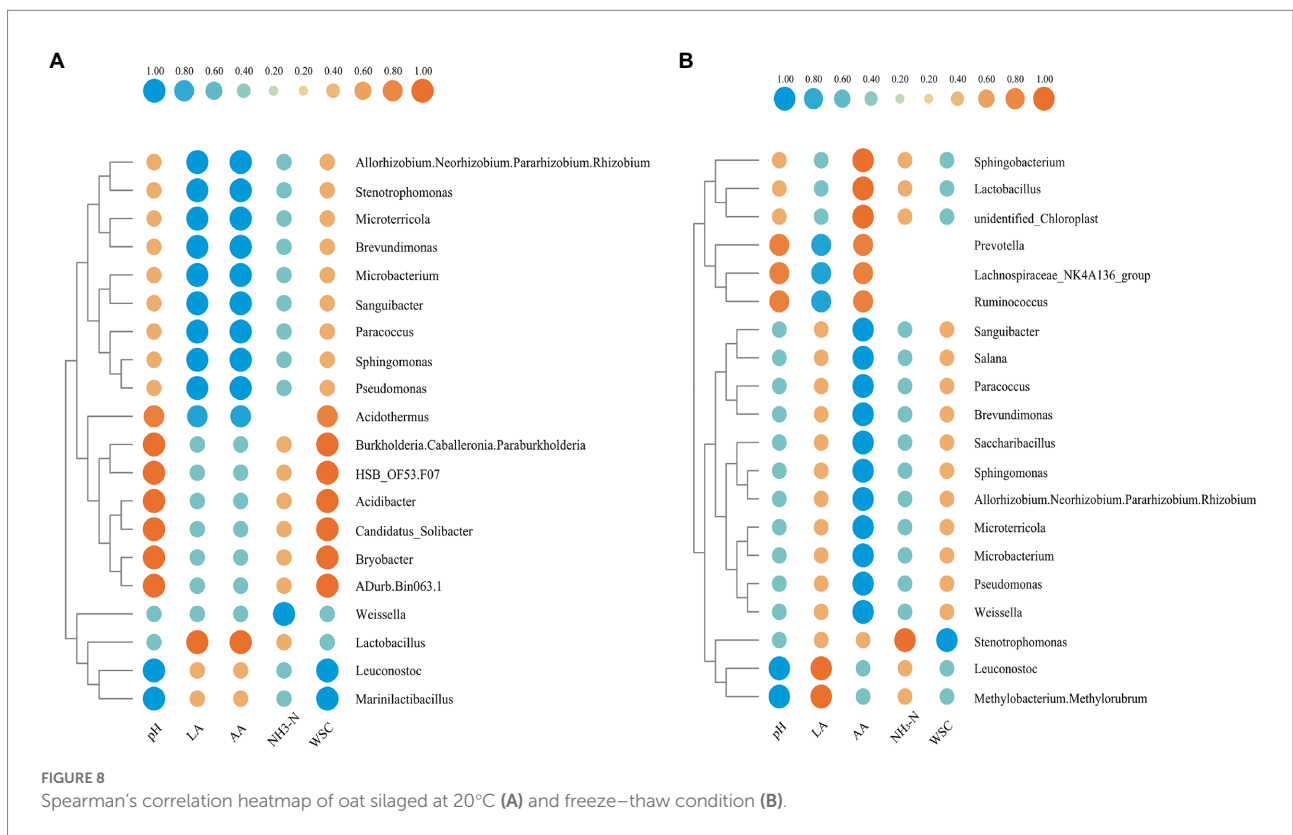 A
1.00 0.80 0.60 0.40 0.20 0.20 0.40 0.60 0.80 1.00
Allorhizobium.Neorhizobium.Pararhizobium.Rhizobium
Stenotrophomonas
Microterricola
Brevundimonas
Microbacterium
Sanguibacter
Paracoccus
Sphingomonas
Pseudomonas
Acidothermus
Burkholderia.Caballeronia.Paraburkholderia
HSB_OF53.F07
Acidibacter
Candidatus_Solibacter
Bryobacter
ADurb.Bin063.1
Weissella
Lactobacillus
Leuconostoc
Marinilactibacillus
pH LA AA NH3-N WSC
B
1.00 0.80 0.60 0.40 0.20 0.20 0.40 0.60 0.80 1.00
Sphingobacterium
Lactobacillus
unidentified_Chloroplast
Prevotella
Lachnospiraceae_NK4A136_group
Ruminococcus
Sanguibacter
Salana
Paracoccus
Brevundimonas
Saccharibacillus
Sphingomonas
Allorhizobium.Neorhizobium.Pararhizobium.Rhizobium
Microterricola
Microbacterium
Pseudomonas
Weissella
Stenotrophomonas
Leuconostoc
Methylobacterium.Methylorubrum
pH LA AA NH₃-N WSC
FIGURE 8
Spearman's correlation heatmap of oat silaged at 20°C (A) and freeze–thaw condition (B).